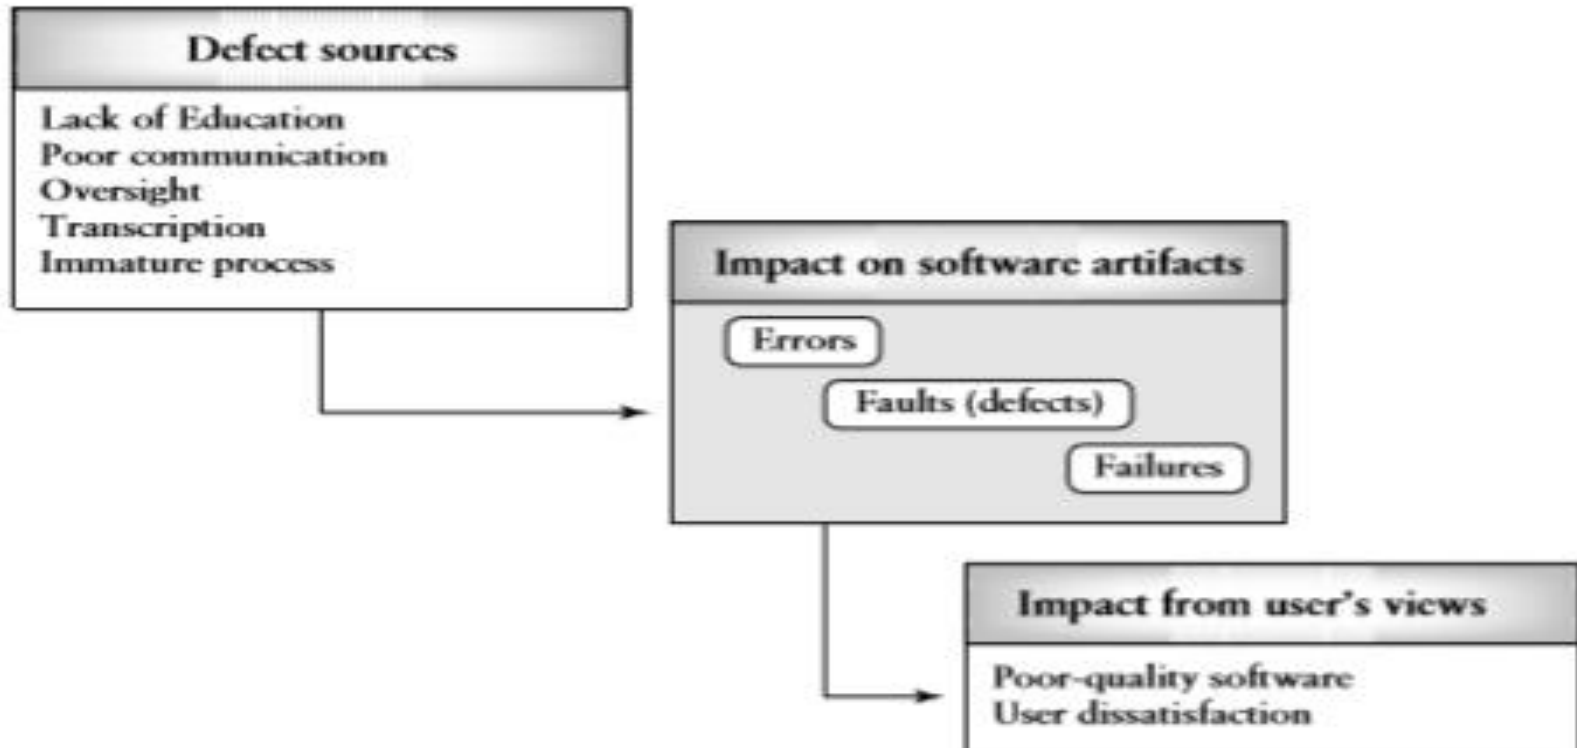 Defect sources
Lack of Education
Poor communication
Oversight
Transcription
Immature process
Impact on software artifacts
Errors
Faults (defects)
Failures
Impact from user's views
Poor-quality software
User dissatisfaction